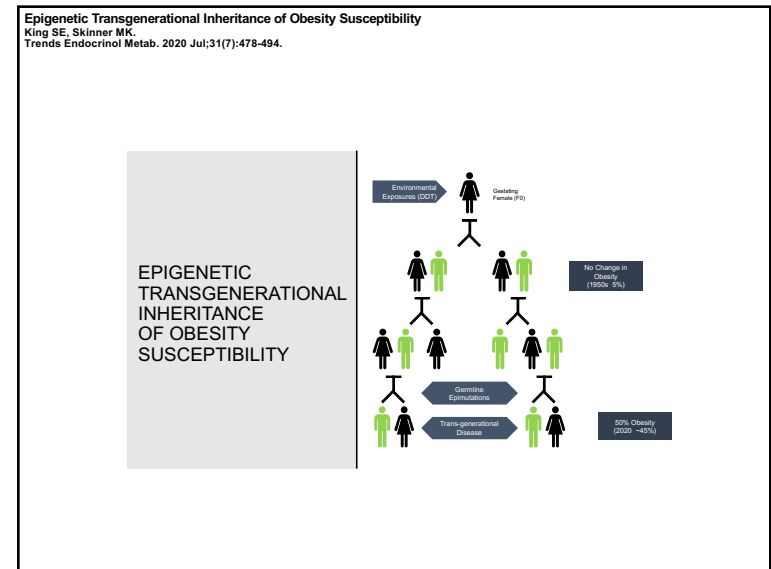 Epigenetic Transgenerational Inheritance of Obesity Susceptibility
King SE, Skinner MK.
Trends Endocrinol Metab. 2020 Jul;31(7):478-494.
Environmental
Exposures (DDT)
Gestating
Female (F0)
EPIGENETIC
TRANSGENERATIONAL
INHERITANCE
OF OBESITY
SUSCEPTIBILITY
No Change in
Obesity
(1950s 5%)
Germline
Epimutations
Trans-generational
Disease
50% Obesity
(2020 ~45%)